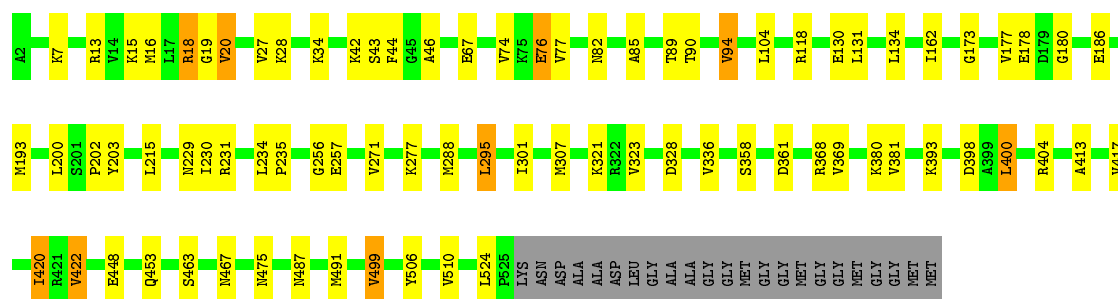 A2 K7 R13 V14 K15 M16 L17 R18 G19 V20 V27 K28 K34 K42 S43 F44 G45 A46 E67 V74 K75 E76 V77 N82 A85 T89 T90 V94 L104 R118 E130 L131 L134 I162 G173 V177 E178 D179 G180 E186
M193 L200 S201 P202 Y203 L215 N229 I230 R231 L234 P235 G256 E257 V271 K277 M288 L295 I301 M307 K321 R322 V323 D328 V336 S358 D361 R368 V369 K380 V381 K393 D398 A399 L400 R404 A413 V417
I420 R421 V422 E448 Q453 S463 N467 N475 N487 M491 V499 Y506 V510 L524 P525 LYS ASN ASP ALA ALA ASP LEU GLY ALA ALA GLY GLY MET GLY GLY MET GLY GLY MET MET